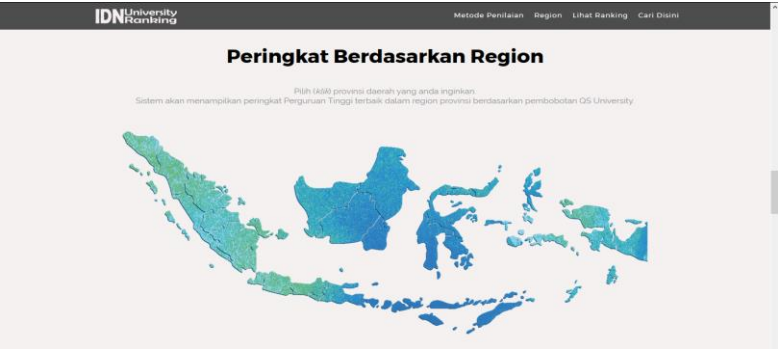 IDN University Ranking
Metode Penilaian Region Lihat Ranking Cari Disini
Peringkat Berdasarkan Region
Pilih (klik) provinsi daerah yang anda inginkan
Sistem akan menampilkan peringkat Perguruan Tinggi terbaik dalam region provinsi berdasarkan pembobotan QS University